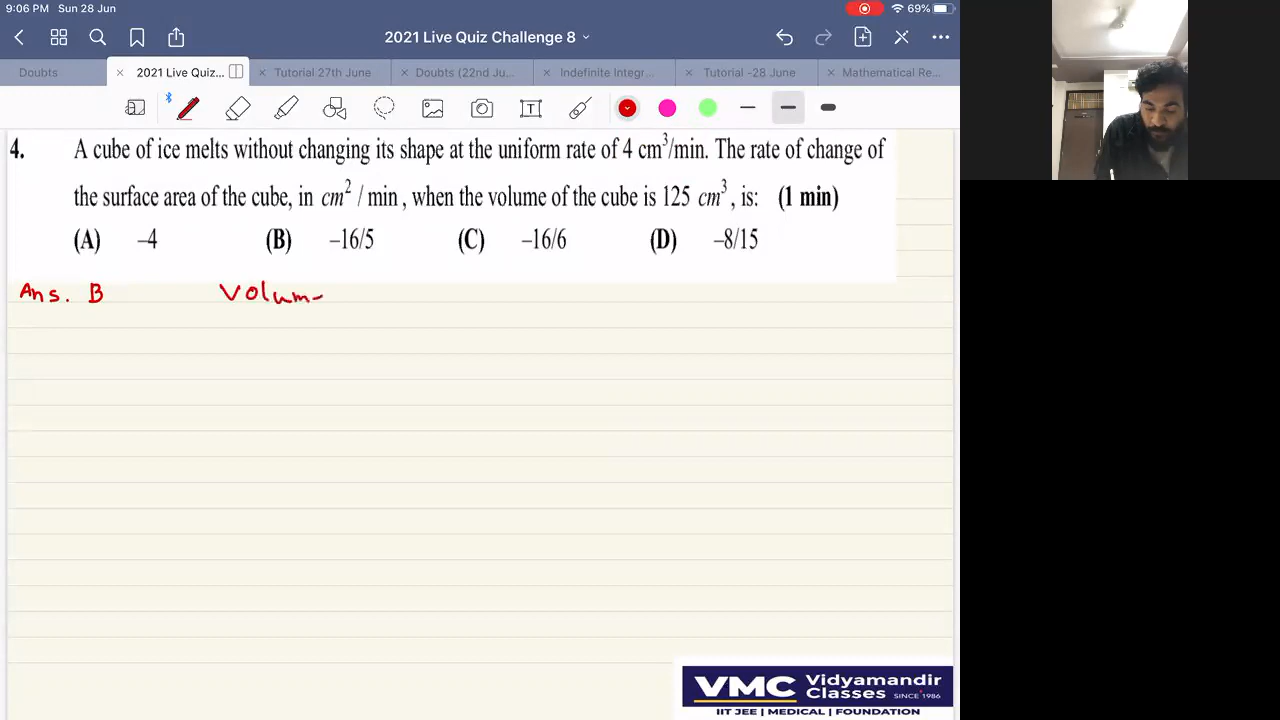 9:06 PM Sun 28 Jun
69%
2021 Live Quiz Challenge 8
Doubts
2021 Live Quiz...
Tutorial 27th June
Doubts (22nd Ju...
Indefinite Integr...
Tutorial -28 June
Mathematical Re...
4. A cube of ice melts without changing its shape at the uniform rate of 4 cm³/min. The rate of change of
the surface area of the cube, in cm² / min, when the volume of the cube is 125 cm³, is: (1 min)
(A) –4 (B) –16/5 (C) –16/6 (D) –8/15
Ans. B Volum
VMC Vidyamandir
Classes SINCE 1986
IIT JEE | MEDICAL | FOUNDATION